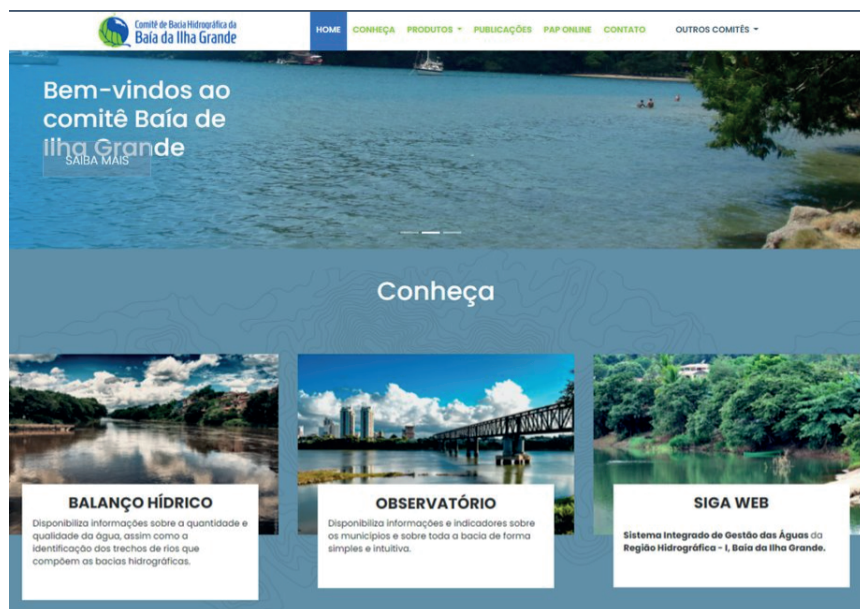 Comitê de Bacia Hidrográfica da
Baía da Ilha Grande
HOME CONHEÇA PRODUTOS PUBLICAÇÕES PAP ONLINE CONTATO OUTROS COMITÊS
Bem-vindos ao
comitê Baía de
Ilha Grande
SAIBA MAIS
Conheça
BALANÇO HÍDRICO
Disponibiliza informações sobre a quantidade e
qualidade da água, assim como a
identificação dos trechos de rios que
compõem as bacias hidrográficas.
OBSERVATÓRIO
Disponibiliza informações e indicadores sobre
os municípios e sobre toda a bacia de forma
simples e intuitiva.
SIGA WEB
Sistema Integrado de Gestão das Águas da
Região Hidrográfica - I, Baía da Ilha Grande.